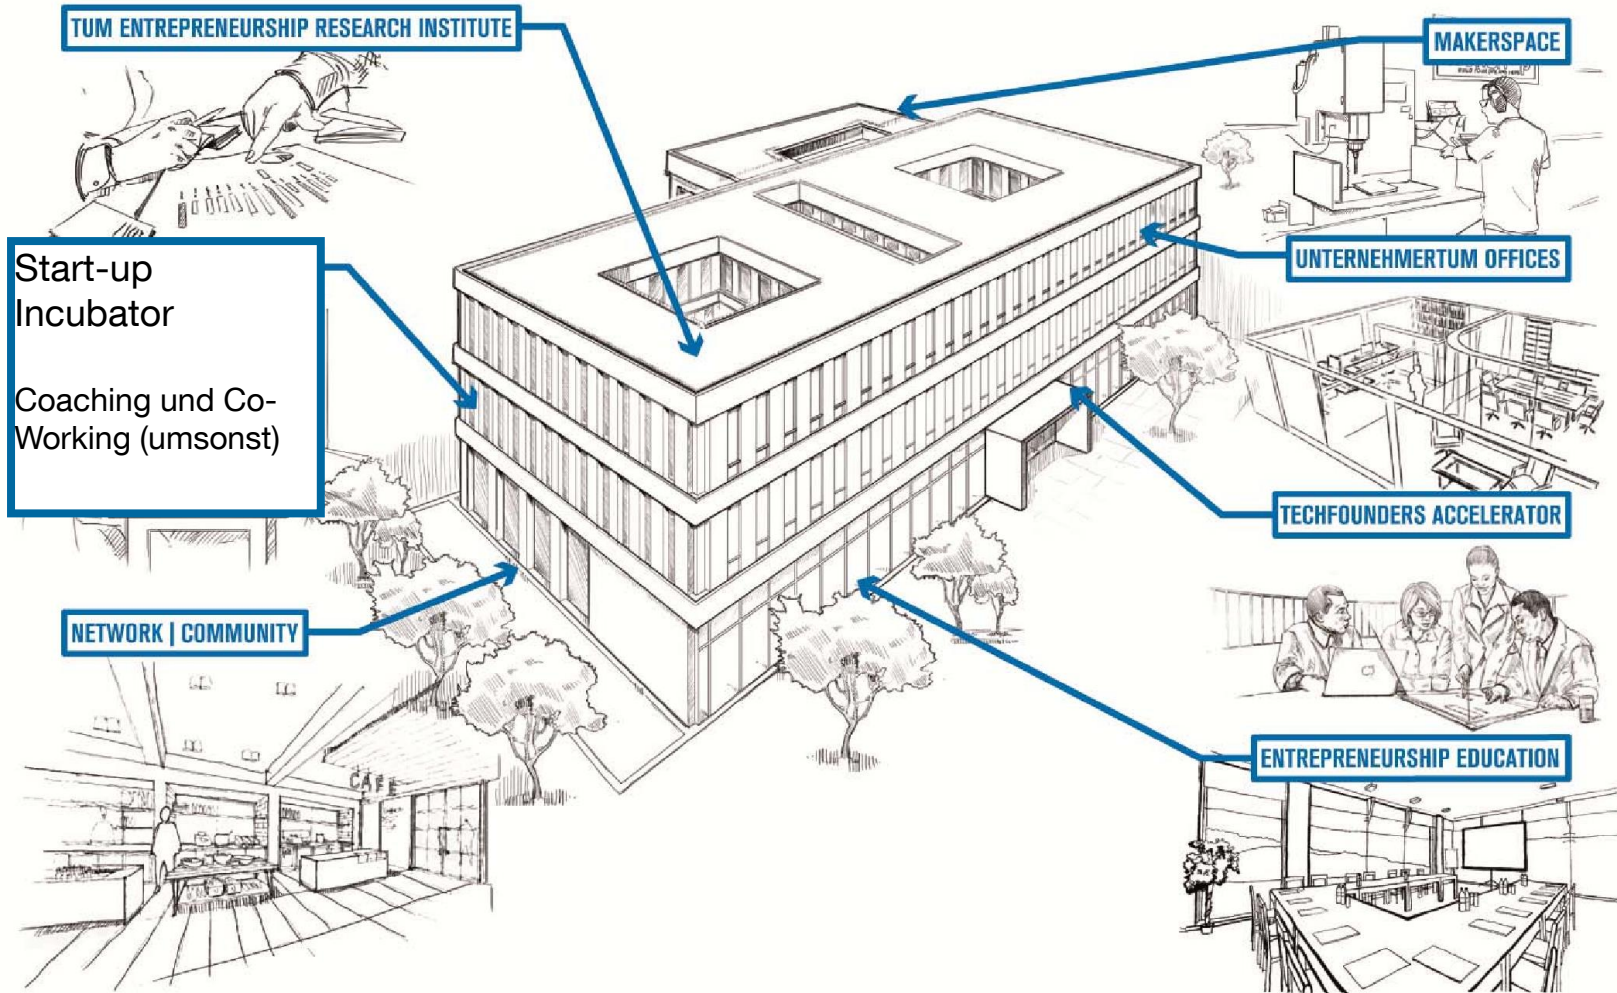 TUM ENTREPRENEURSHIP RESEARCH INSTITUTE
MAKERSPACE
Start-up
Incubator
Coaching und Co-
Working (umsonst)
UNTERNEHMERTUM OFFICES
TECHFOUNDERS ACCELERATOR
NETWORK | COMMUNITY
ENTREPRENEURSHIP EDUCATION
CAFE